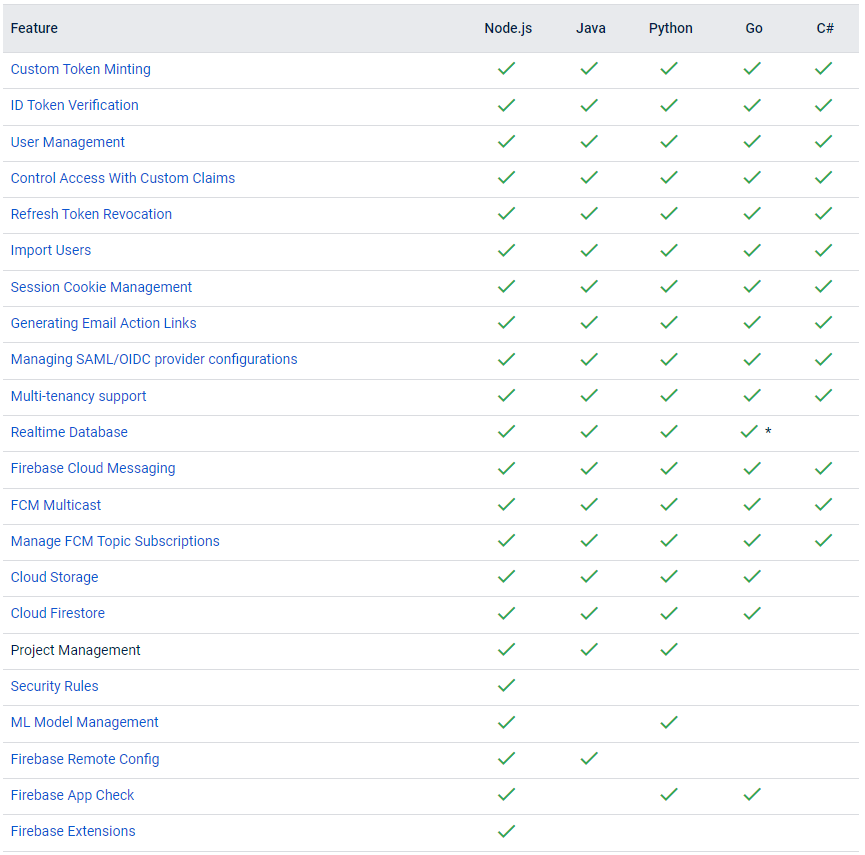 Feature Node.js Java Python Go C#
Custom Token Minting
ID Token Verification
User Management
Control Access With Custom Claims
Refresh Token Revocation
Import Users
Session Cookie Management
Generating Email Action Links
Managing SAML/OIDC provider configurations
Multi-tenancy support
Realtime Database *
Firebase Cloud Messaging
FCM Multicast
Manage FCM Topic Subscriptions
Cloud Storage
Cloud Firestore
Project Management
Security Rules
ML Model Management
Firebase Remote Config
Firebase App Check
Firebase Extensions